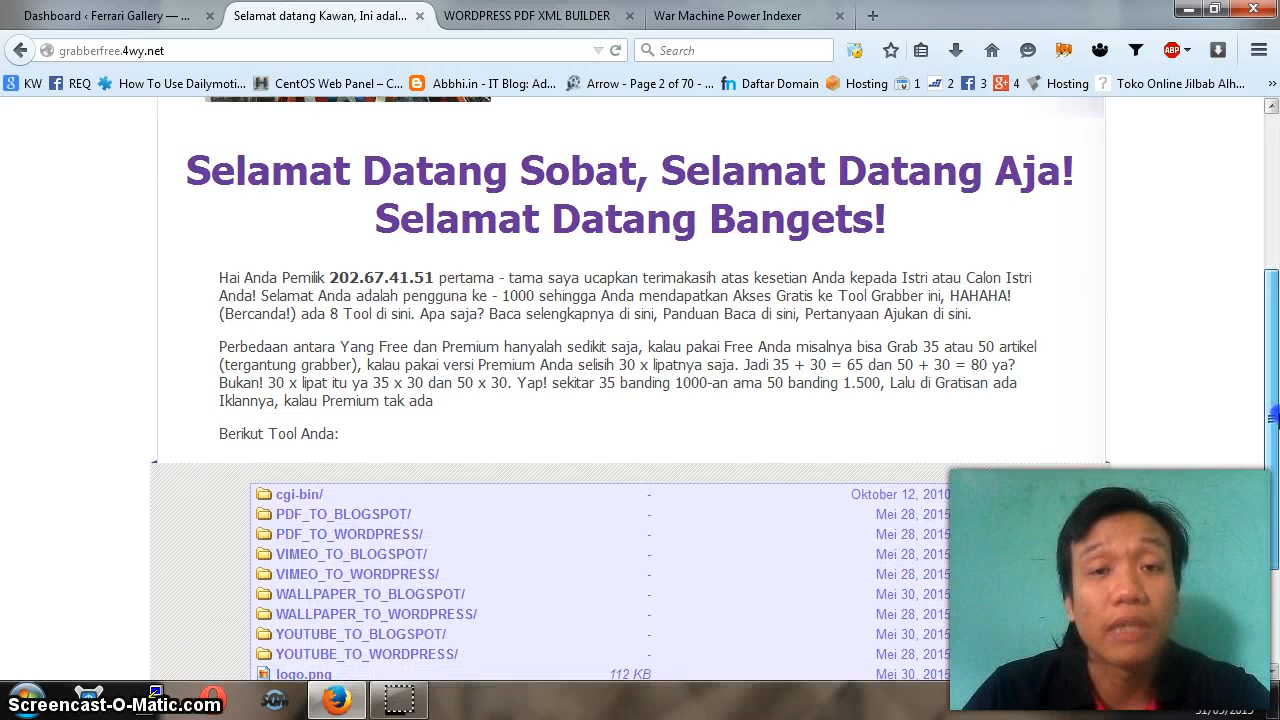 Dashboard ‹ Ferrari Gallery — ...
Selamat datang Kawan, Ini adal...
WORDPRESS PDF XML BUILDER
War Machine Power Indexer
grabberfree.4wy.net
Search
ABP
KW
REQ
How To Use Dailymoti...
CentOS Web Panel – C...
Abbhi.in - IT Blog: Ad...
Arrow - Page 2 of 70 - ...
Daftar Domain
Hosting
1
2
3
4
Hosting
Toko Online Jilbab Alh...
Selamat Datang Sobat, Selamat Datang Aja!
Selamat Datang Bangets!
Hai Anda Pemilik 202.67.41.51 pertama - tama saya ucapkan terimakasih atas kesetian Anda kepada Istri atau Calon Istri
Anda! Selamat Anda adalah pengguna ke - 1000 sehingga Anda mendapatkan Akses Gratis ke Tool Grabber ini, HAHAHA!
(Bercanda!) ada 8 Tool di sini. Apa saja? Baca selengkapnya di sini, Panduan Baca di sini, Pertanyaan Ajukan di sini.
Perbedaan antara Yang Free dan Premium hanyalah sedikit saja, kalau pakai Free Anda misalnya bisa Grab 35 atau 50 artikel
(tergantung grabber), kalau pakai versi Premium Anda selisih 30 x lipatnya saja. Jadi 35 + 30 = 65 dan 50 + 30 = 80 ya?
Bukan! 30 x lipat itu ya 35 x 30 dan 50 x 30. Yap! sekitar 35 banding 1000-an ama 50 banding 1.500, Lalu di Gratisan ada
Iklannya, kalau Premium tak ada
Berikut Tool Anda:
cgi-bin/ - Oktober 12, 2010
PDF_TO_BLOGSPOT/ - Mei 28, 2015
PDF_TO_WORDPRESS/ - Mei 28, 2015
VIMEO_TO_BLOGSPOT/ - Mei 28, 2015
VIMEO_TO_WORDPRESS/ - Mei 28, 2015
WALLPAPER_TO_BLOGSPOT/ - Mei 30, 2015
WALLPAPER_TO_WORDPRESS/ - Mei 28, 2015
YOUTUBE_TO_BLOGSPOT/ - Mei 30, 2015
YOUTUBE_TO_WORDPRESS/ - Mei 28, 2015
logo.png 112 KB Mei 30, 2015
Screencast-O-Matic.com
31/05/2015